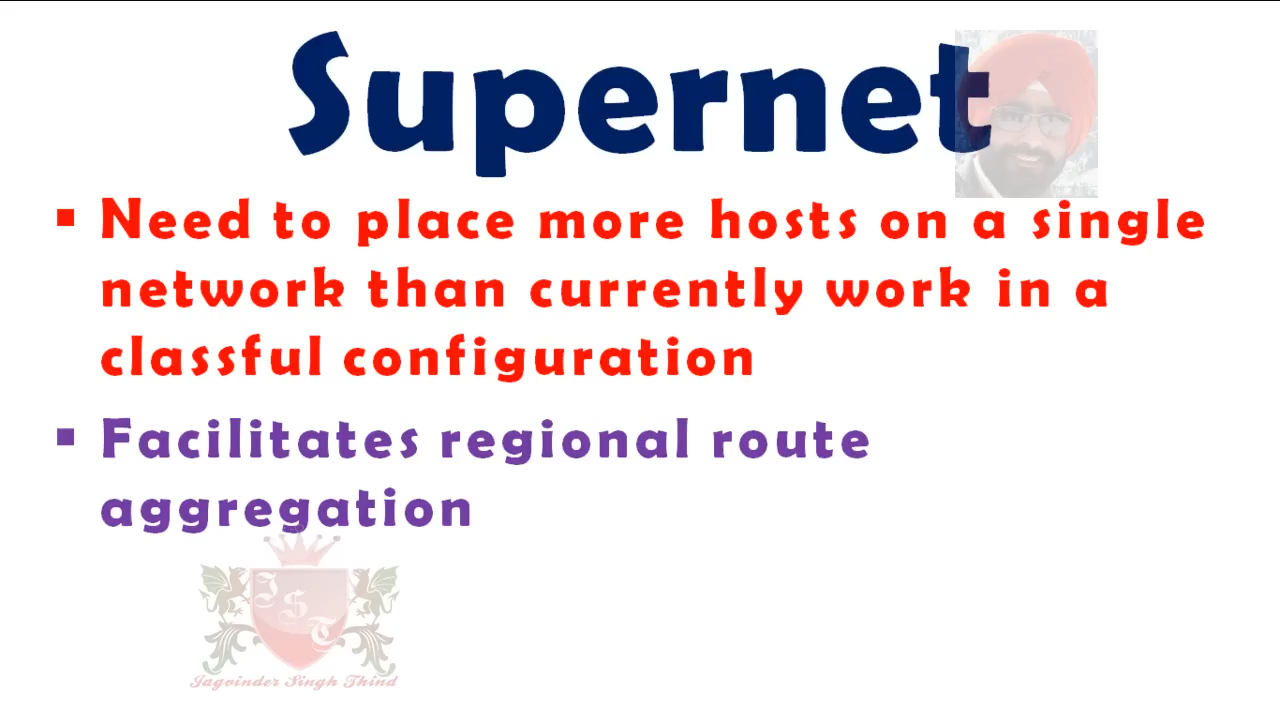 Supernet
Need to place more hosts on a single
network than currently work in a
classful configuration
Facilitates regional route
aggregation
JST
Jagvinder Singh Thind